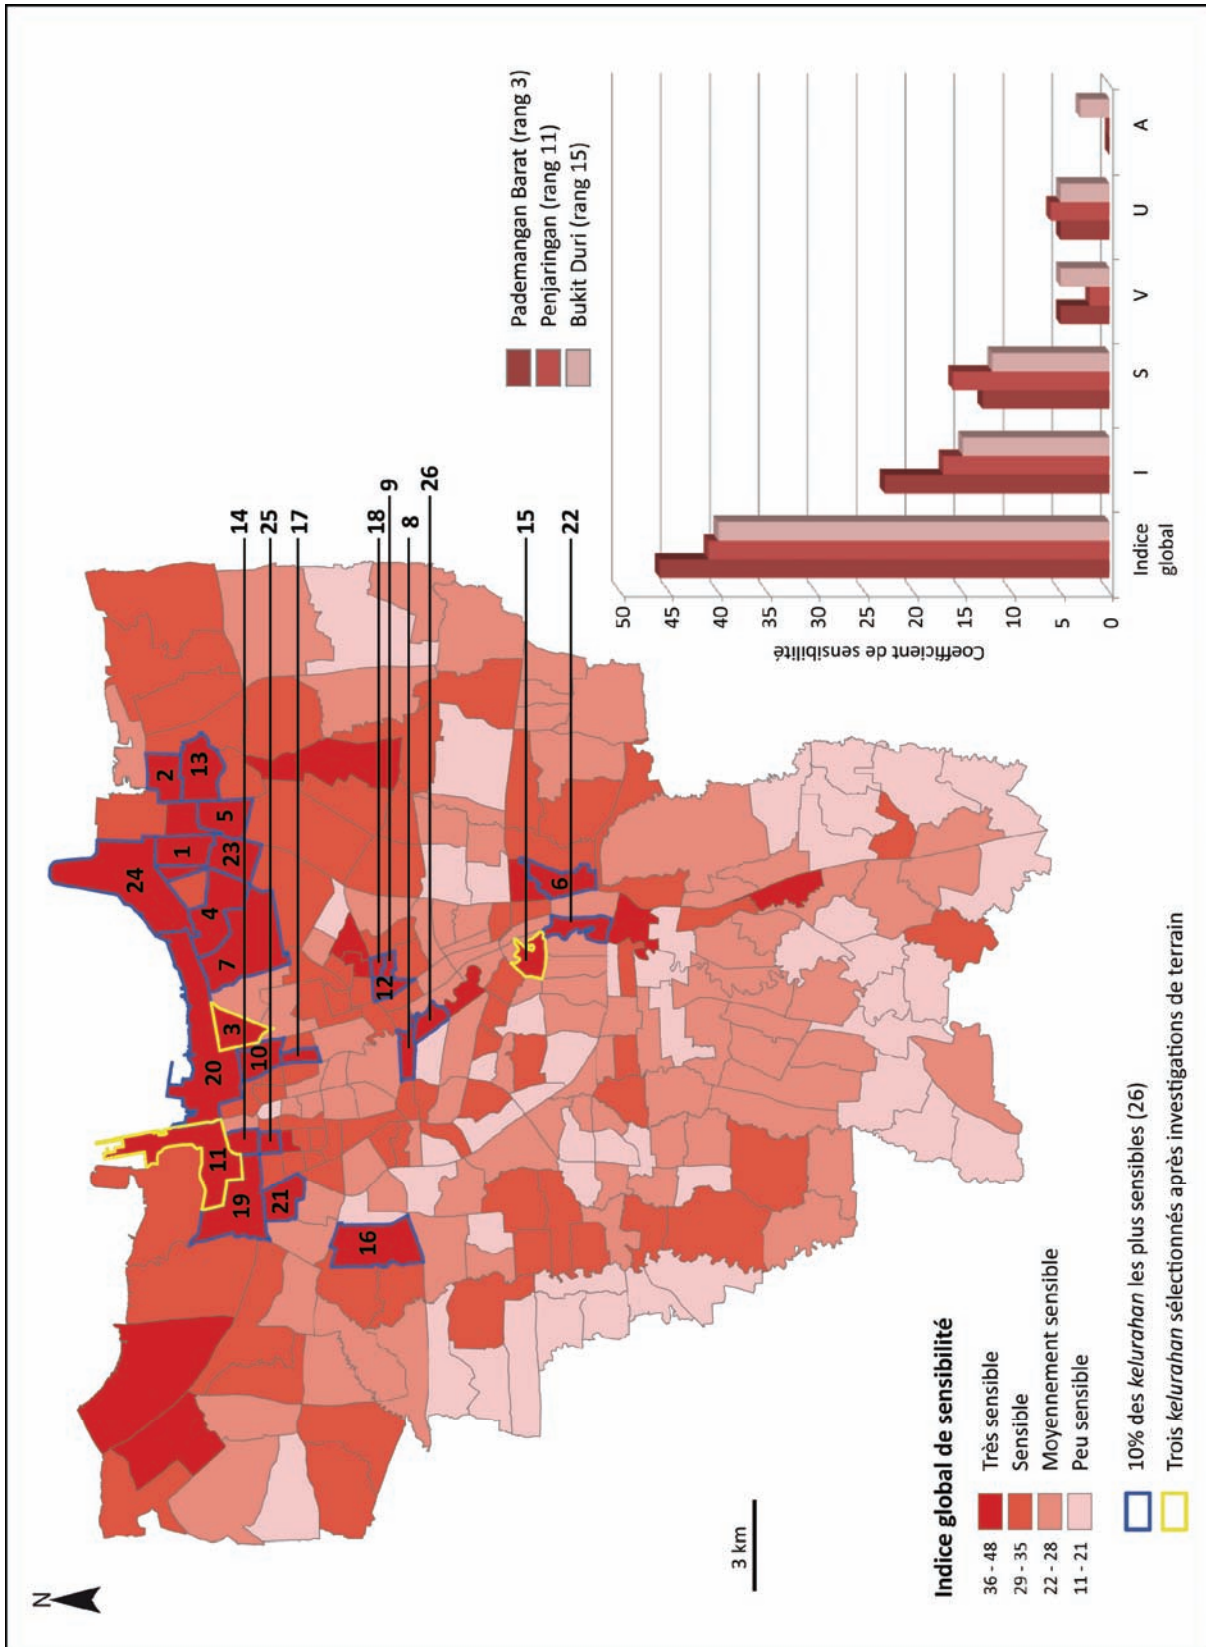 N
3 km
Indice global de sensibilité
36 - 48 Très sensible
29 - 35 Sensible
22 - 28 Moyennement sensible
11 - 21 Peu sensible
10% des kelurahan les plus sensibles (26)
Trois kelurahan sélectionnés après investigations de terrain
24
2
13
1
5
23
4
7
3
20
10
11
19
21
16
12
6
14
25
17
18
9
8
26
15
22
Pademangan Barat (rang 3)
Penjaringan (rang 11)
Bukit Duri (rang 15)
Coefficient de sensibilité
50
45
40
35
30
25
20
15
10
5
0
Indice
global
I
S
V
U
A